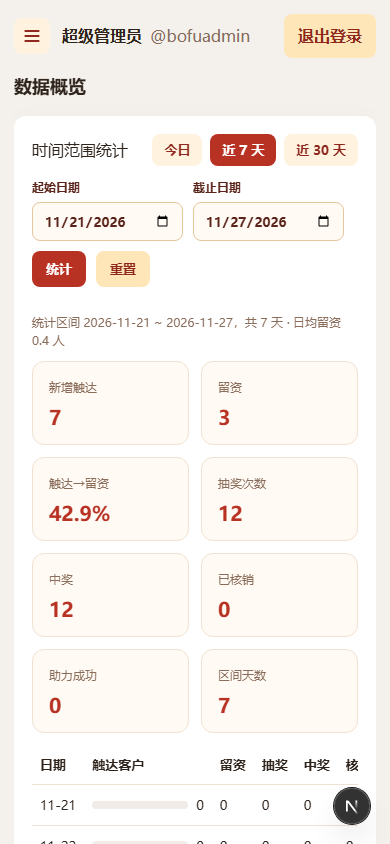 超级管理员 @bofuadmin 退出登录
数据概览
时间范围统计 今日 近 7 天 近 30 天
起始日期 截止日期
11/21/2026 11/27/2026
统计 重置
统计区间 2026-11-21 ~ 2026-11-27，共 7 天 · 日均留资
0.4 人
新增触达 留资
7 3
触达→留资 抽奖次数
42.9% 12
中奖 已核销
12 0
助力成功 区间天数
0 7
日期 触达客户 留资 抽奖 中奖 核
11-21 0 0 0 0
N